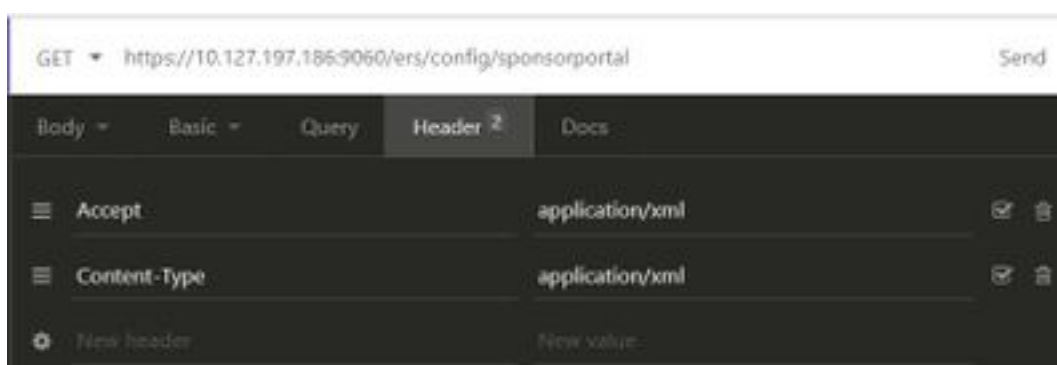 GET https://10.127.197.186:9060/ers/config/sponsorportal Send
Body Basic Query Header 2 Docs
Accept application/xml
Content-Type application/xml
New header New value